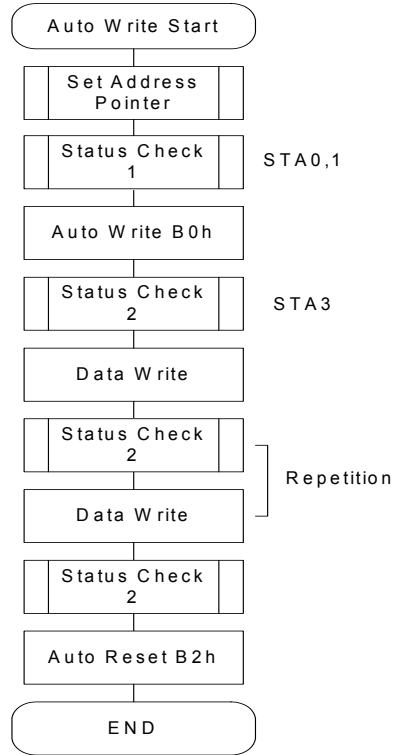 Auto Write Start
Set Address
Pointer
Status Check
1
STA0,1
Auto Write B0h
Status Check
2
STA3
Data Write
Status Check
2
Repetition
Data Write
Status Check
2
Auto Reset B2h
END